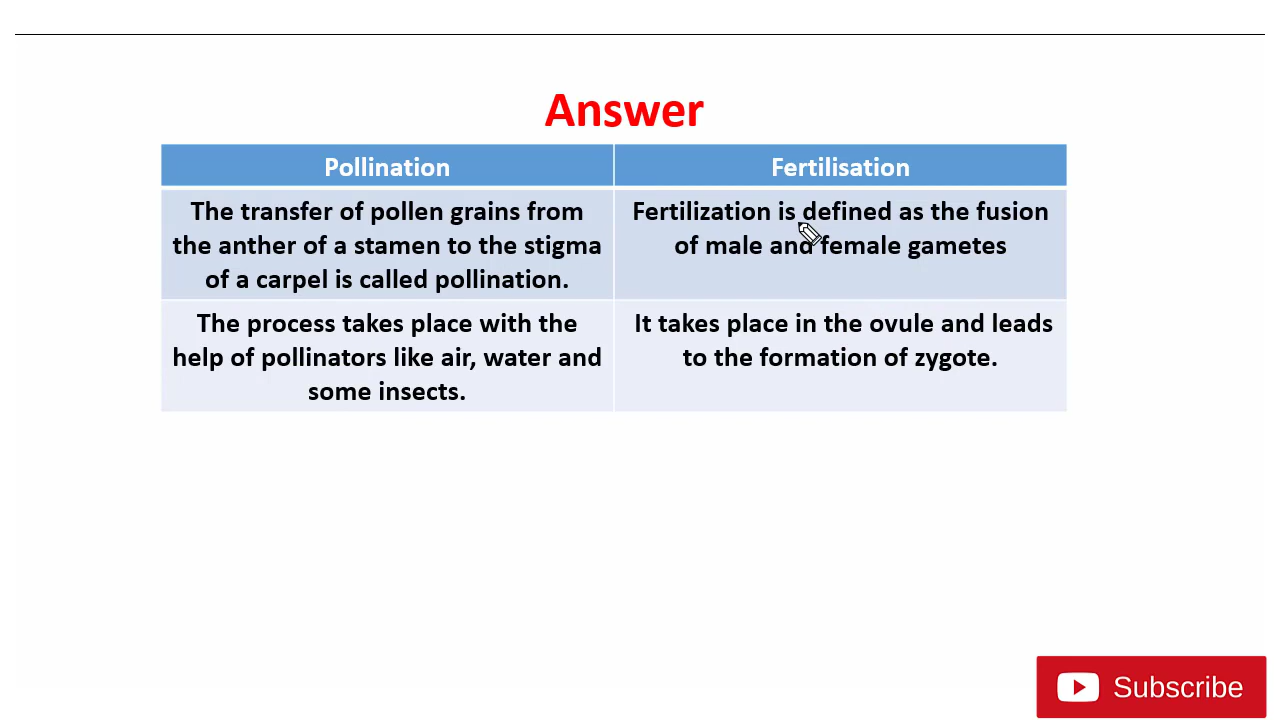 Answer
Pollination
Fertilisation
The transfer of pollen grains from
the anther of a stamen to the stigma
of a carpel is called pollination.
Fertilization is defined as the fusion
of male and female gametes
The process takes place with the
help of pollinators like air, water and
some insects.
It takes place in the ovule and leads
to the formation of zygote.
Subscribe